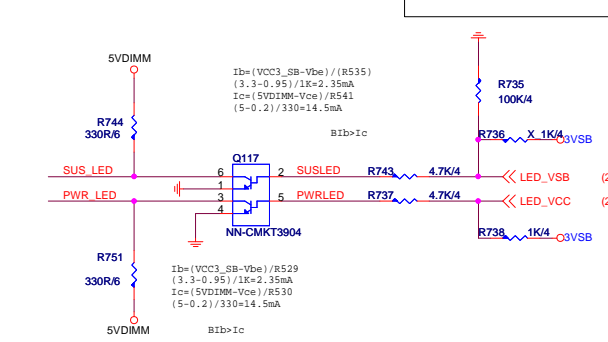 5VDIMM
Ib=(VCC3_SB-Vbe)/(R535)
(3.3-0.95)/1K=2.35mA
Ic=(5VDIMM-Vce)/R541
(5-0.2)/330=14.5mA
BIb>Ic
R735
100K/4
R744
330R/6
R736 X_1K/4 3VSB
Q117
SUS_LED 6 2 SUSLED R743 4.7K/4 LED_VSB (2
1
PWR_LED 3 5 PWRLED R737 4.7K/4 LED_VCC (2
4
NN-CMKT3904
R738 1K/4 3VSB
R751
330R/6
Ib=(VCC3_SB-Vbe)/R529
(3.3-0.95)/1K=2.35mA
Ic=(5VDIMM-Vce)/R530
(5-0.2)/330=14.5mA
5VDIMM
BIb>Ic